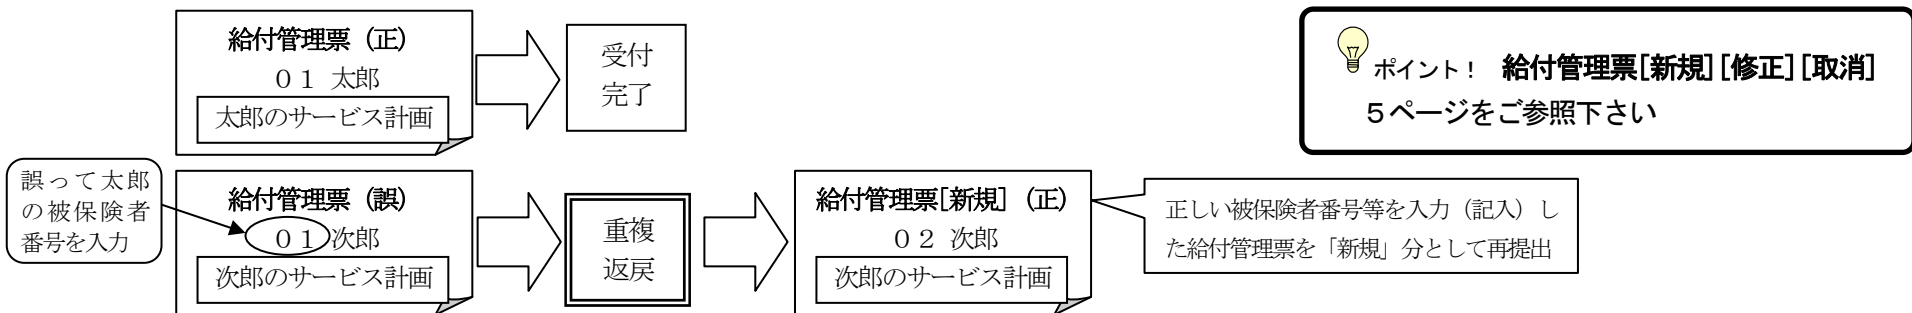 給付管理票（正）
０１ 太郎
太郎のサービス計画
受付
完了
ポイント！ 給付管理票[新規][修正][取消]
５ページをご参照下さい
誤って太郎
の被保険者
番号を入力
給付管理票（誤）
０１ 次郎
次郎のサービス計画
重複
返戻
給付管理票[新規]（正）
０２ 次郎
次郎のサービス計画
正しい被保険者番号等を入力（記入）し
た給付管理票を「新規」分として再提出